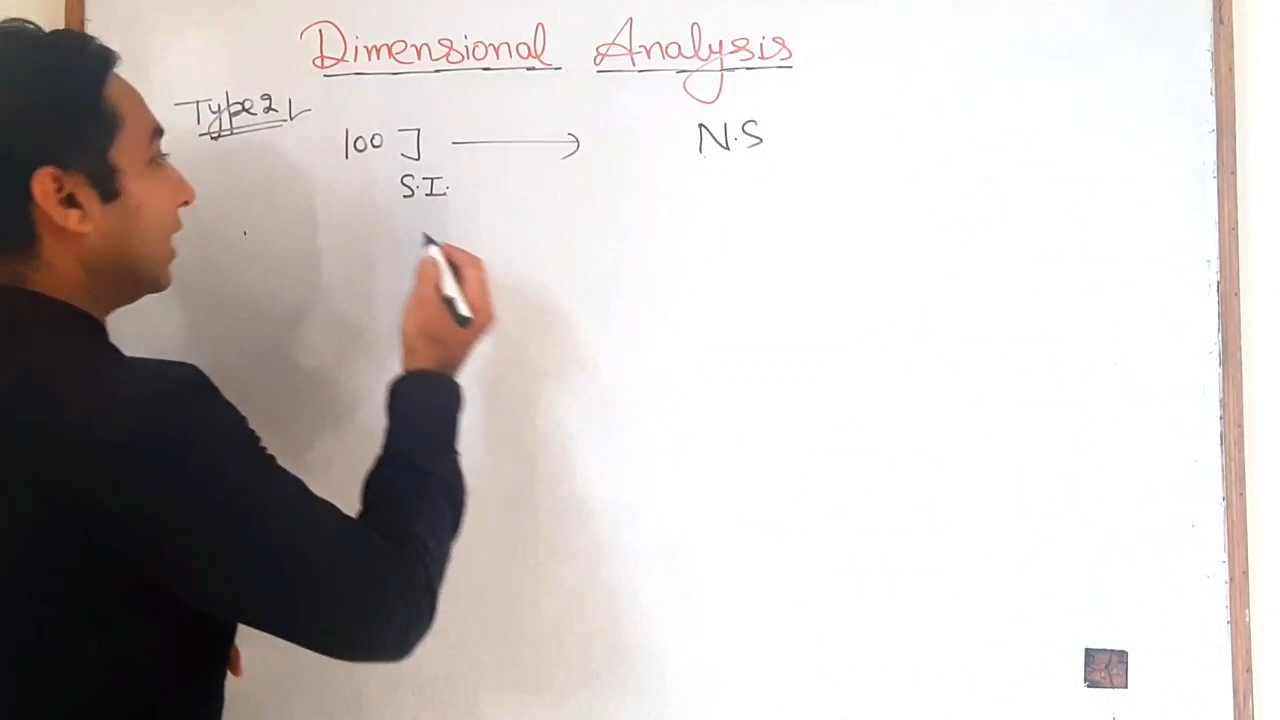 Dimensional Analysis
Type 2
100 J → N.S
S.I.